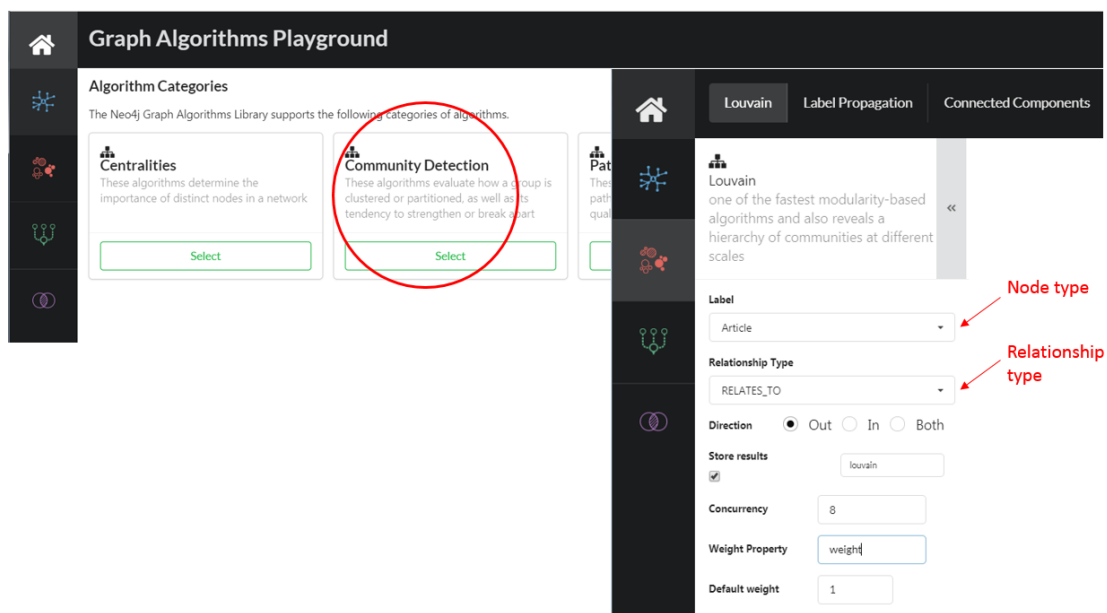 Graph Algorithms Playground
Algorithm Categories
The Neo4j Graph Algorithms Library supports the following categories of algorithms.
Centralities
These algorithms determine the
importance of distinct nodes in a network
Select
Community Detection
These algorithms evaluate how a group is
clustered or partitioned, as well as its
tendency to strengthen or break apart
Select
Pat
Thes
path
qual
Louvain
Label Propagation
Connected Components
Louvain
one of the fastest modularity-based
algorithms and also reveals a
hierarchy of communities at different
scales
«
Label
Article
Node type
Relationship Type
RELATES_TO
Relationship
type
Direction Out In Both
Store results
louvain
Concurrency 8
Weight Property weight
Default weight 1